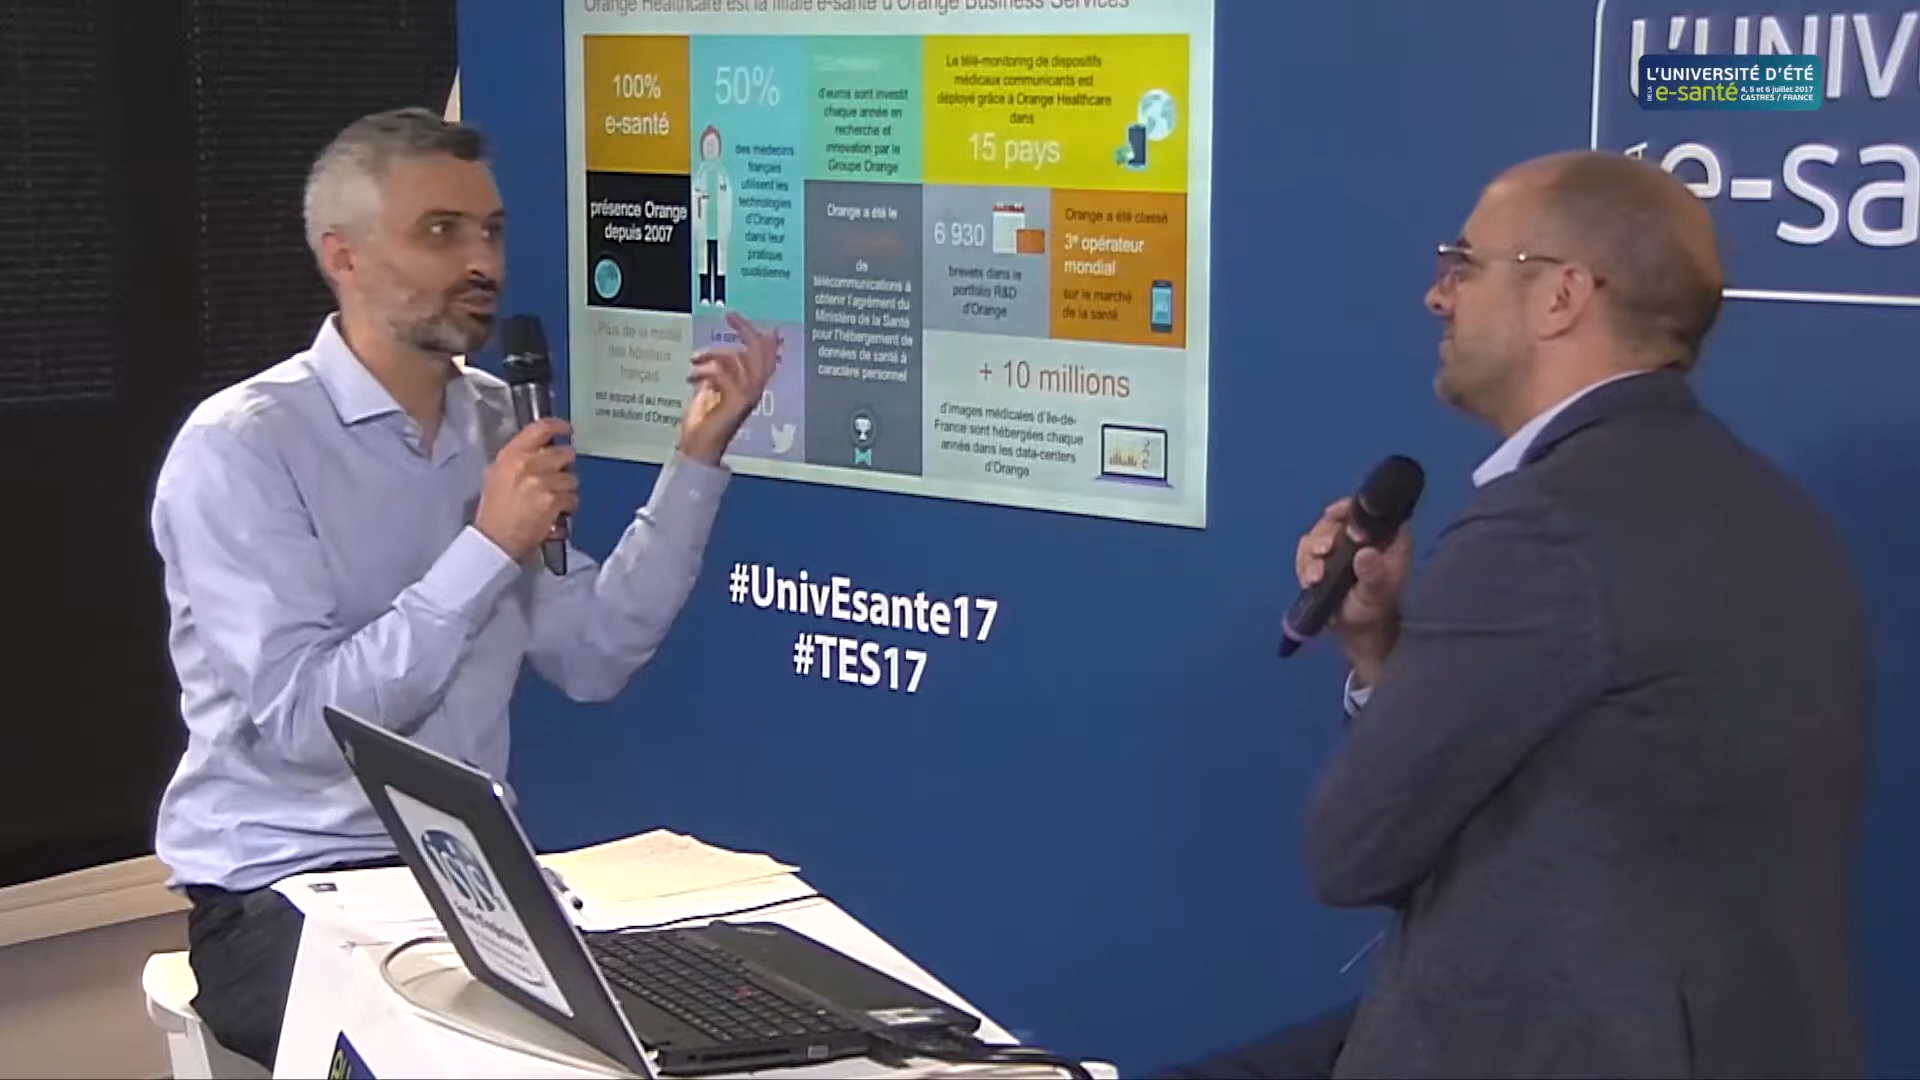 Orange Healthcare est la filiale e-santé d'Orange Business Services
100%
e-santé
50%
des médecins
français
utilisent les
technologies
d'Orange
dans leur
pratique
quotidienne
d'euros sont investit
chaque année en
recherche et
innovation par le
Groupe Orange
Le télé-monitoring de dispositifs
médicaux communicants est
déployé grâce à Orange Healthcare
dans
15 pays
présence Orange
depuis 2007
Orange a été le
de
télécommunications à
obtenir l'agrément du
Ministère de la Santé
pour l'hébergement de
données de santé à
caractère personnel
6 930
brevets dans le
portfolio R&D
d'Orange
Orange a été classé
3e opérateur
mondial
sur le marché
de la santé
Plus de la moitié
des hôpitaux
français
est équipé d'au moins
une solution d'Orange
+ 10 millions
d'images médicales d'Ile-de-
France sont hébergées chaque
année dans les data-centers
d'Orange
#UnivEsante17
#TES17
L'UNIV
e-sa
L'UNIVERSITÉ D'ÉTÉ
DE LA e-santé 4, 5 et 6 juillet 2017
CASTRES / FRANCE